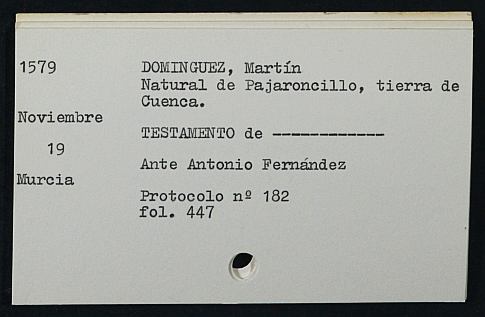 1579
DOMINGUEZ, Martín
Natural de Pajaroncillo, tierra de
Cuenca.
Noviembre
TESTAMENTO de ------------
19
Ante Antonio Fernández
Murcia
Protocolo nº 182
fol. 447